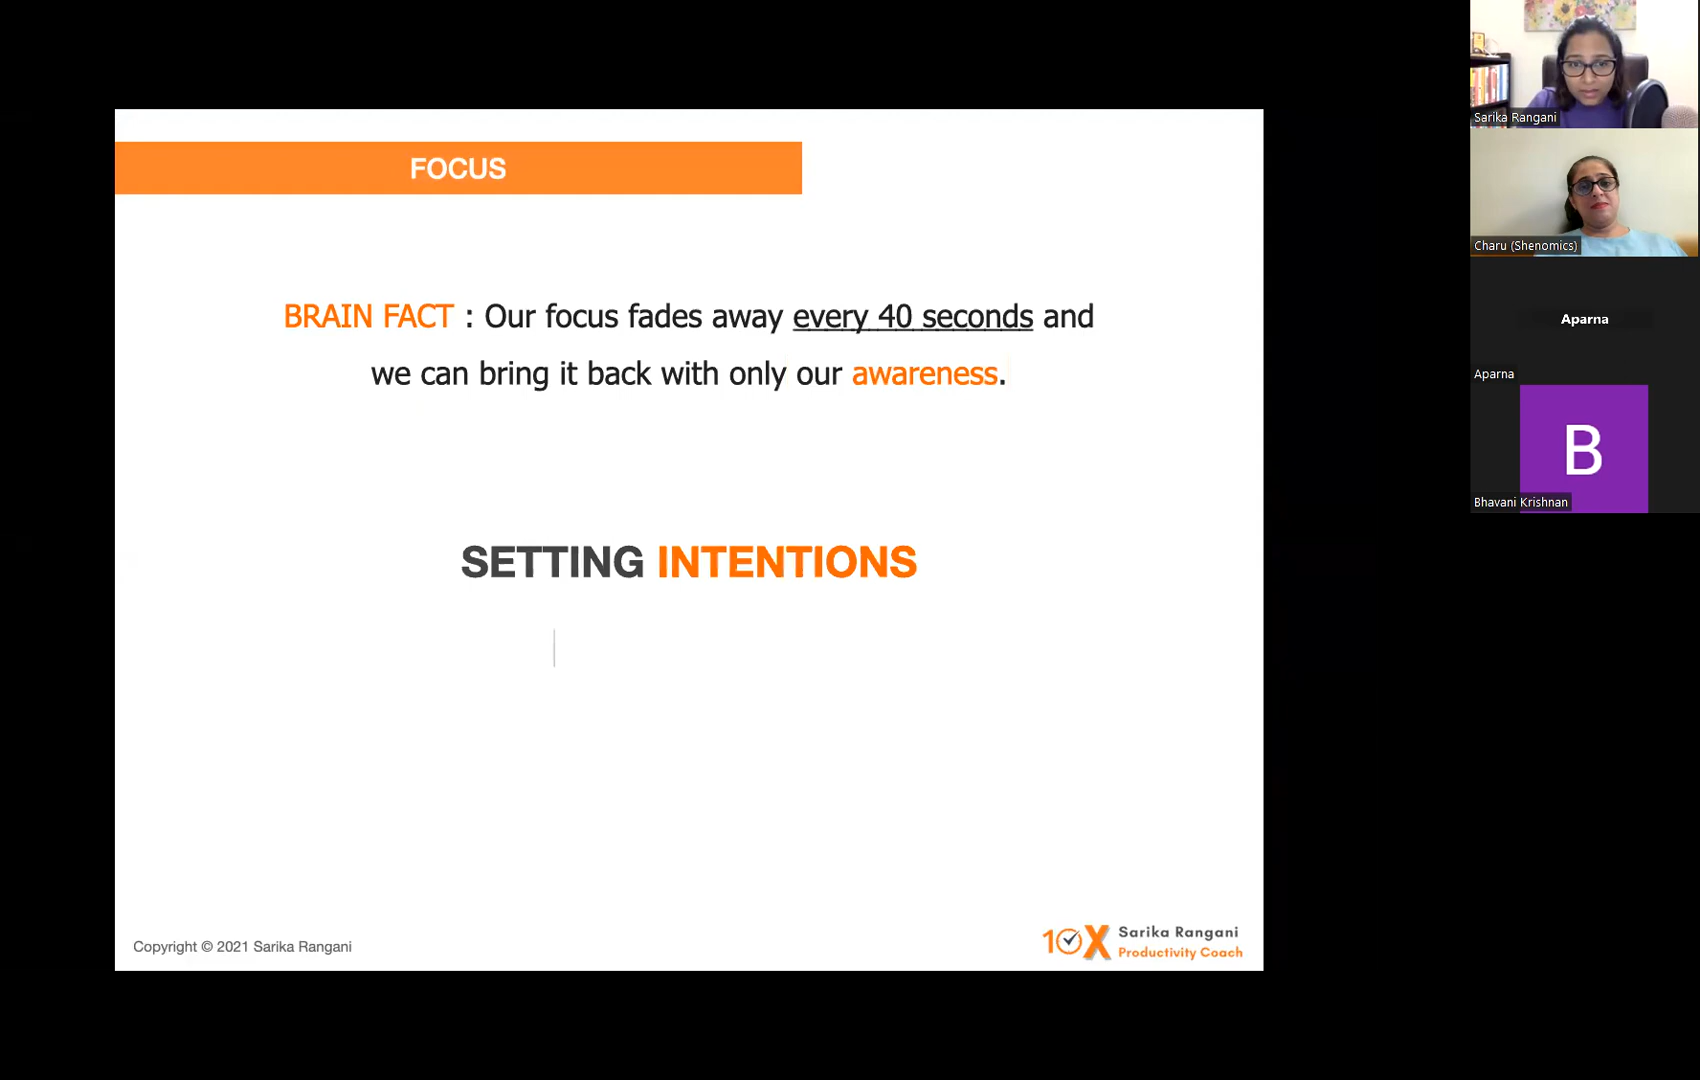 FOCUS
BRAIN FACT : Our focus fades away every 40 seconds and
we can bring it back with only our awareness.
SETTING INTENTIONS
Copyright © 2021 Sarika Rangani
10X
Sarika Rangani
Productivity Coach
Sarika Rangani
Charu (Shenomics)
Aparna
Aparna
B
Bhavani Krishnan